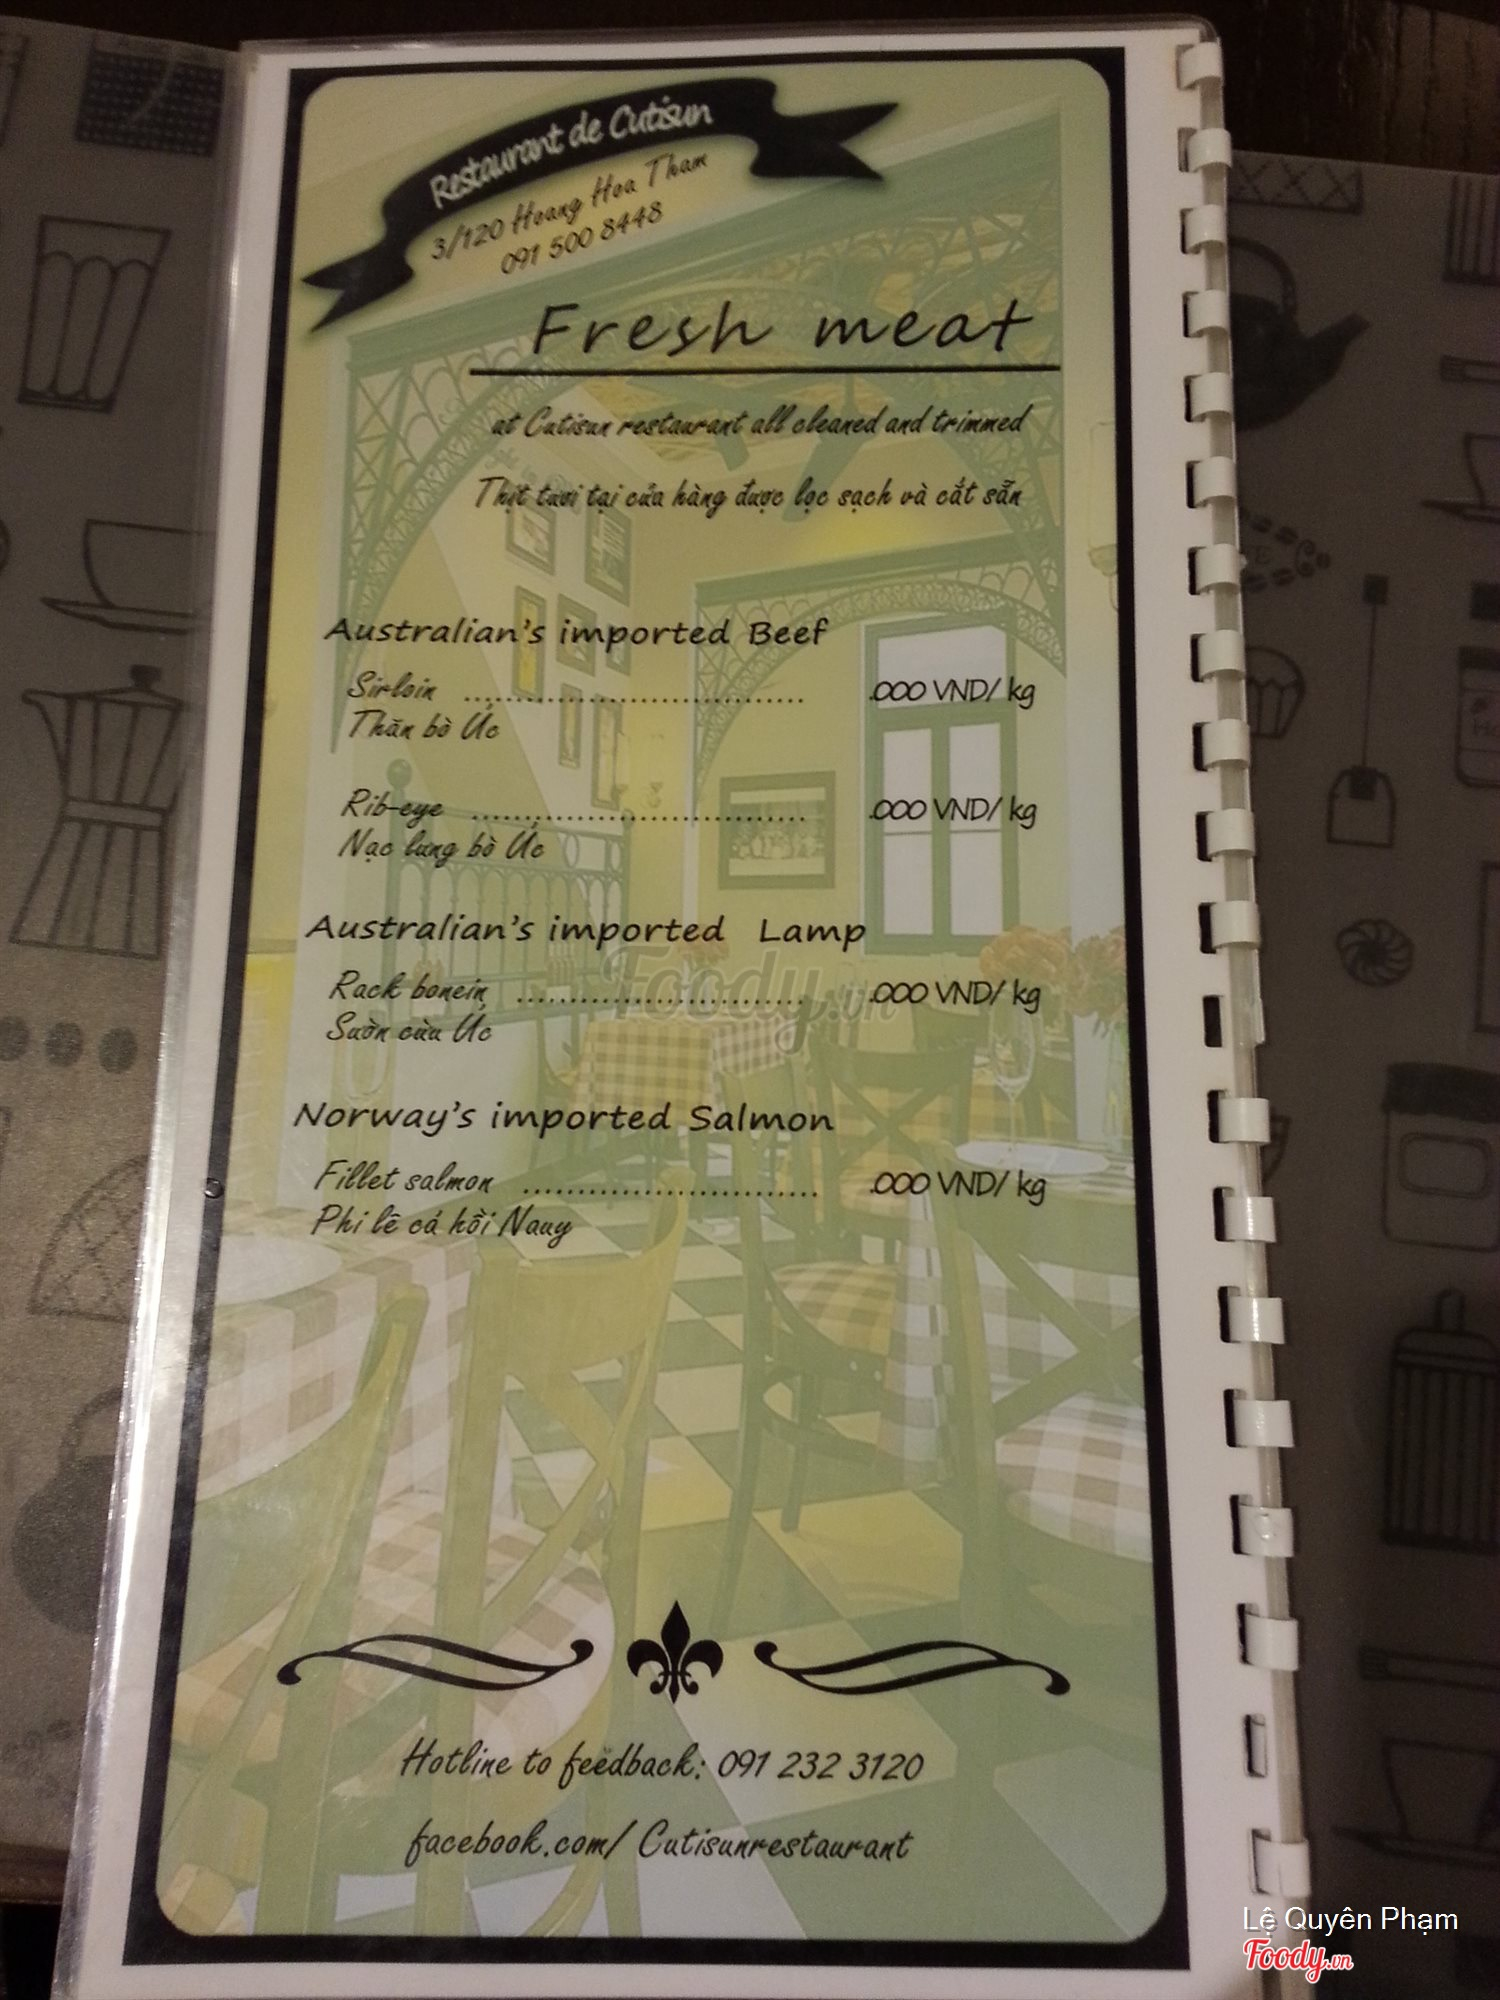 Restaurant de Cutisun
3/120 Hoang Hoa Tham
091 500 8448
Fresh meat
at Cutisun restaurant all cleaned and trimmed
Thịt tươi tại cửa hàng được lọc sạch và cắt sẵn
Australian's imported Beef
Sirloin ........................................ .000 VND/ kg
Thăn bò Úc
Rib-eye ........................................ .000 VND/ kg
Nạc lưng bò Úc
Australian's imported Lamp
Rack bonein ................................... .000 VND/ kg
Sườn cừu Úc
Norway's imported Salmon
Fillet salmon ................................... .000 VND/ kg
Phi lê cá hồi Nauy
Hotline to feedback: 091 232 3120
facebook.com/ Cutisunrestaurant
Foody.vn
Lệ Quyên Phạm
Foody.vn